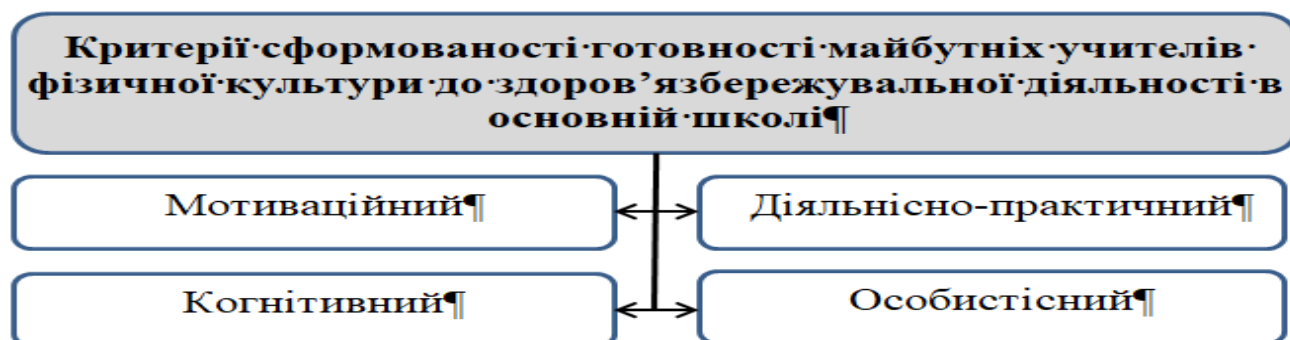 Критерії·сформованості·готовності·майбутніх·учителів·
фізичної·культури·до·здоров’язбережувальної·діяльності·в·
основній·школі¶
Мотиваційний¶
Діяльнісно-практичний¶
Когнітивний¶
Особистісний¶